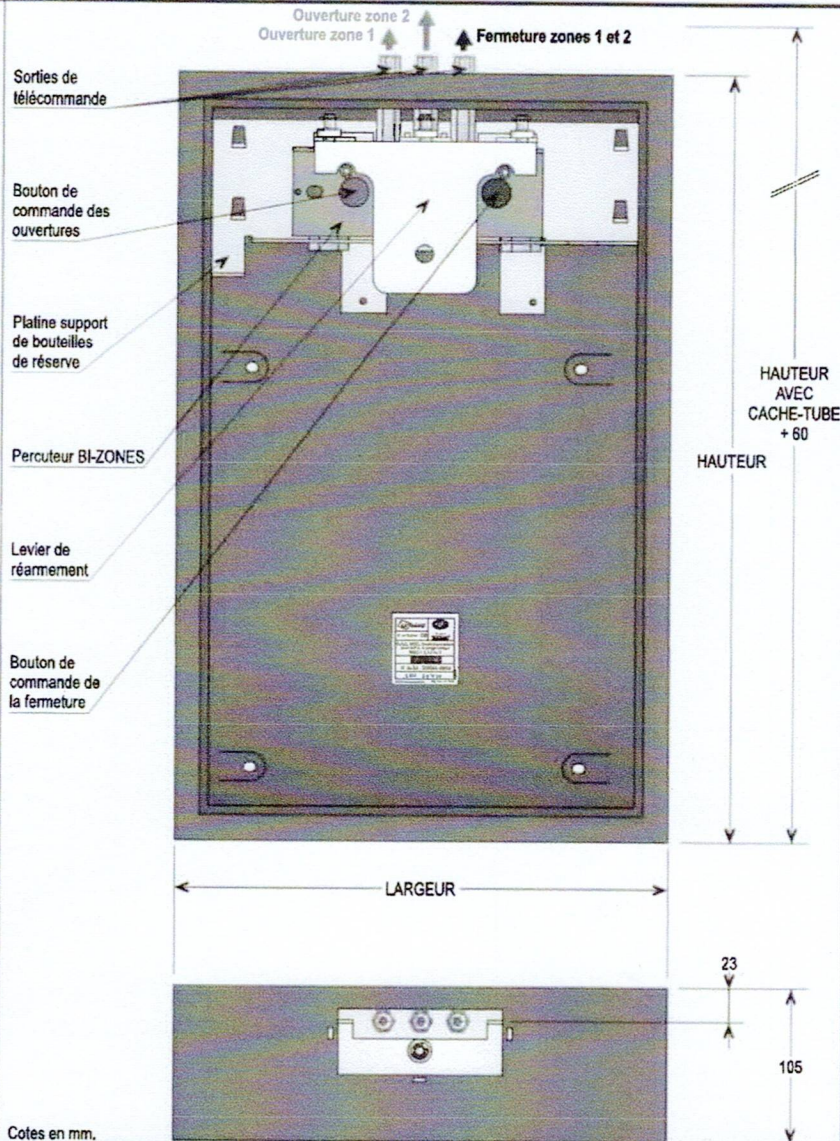 Ouverture zone 2
Ouverture zone 1
Fermeture zones 1 et 2
Sorties de
télécommande
Bouton de
commande des
ouvertures
Platine support
de bouteilles
de réserve
Percuteur BI-ZONES
Levier de
réarmement
Bouton de
commande de
la fermeture
HAUTEUR
AVEC
CACHE-TUBE
+ 60
HAUTEUR
LARGEUR
23
105
Cotes en mm.